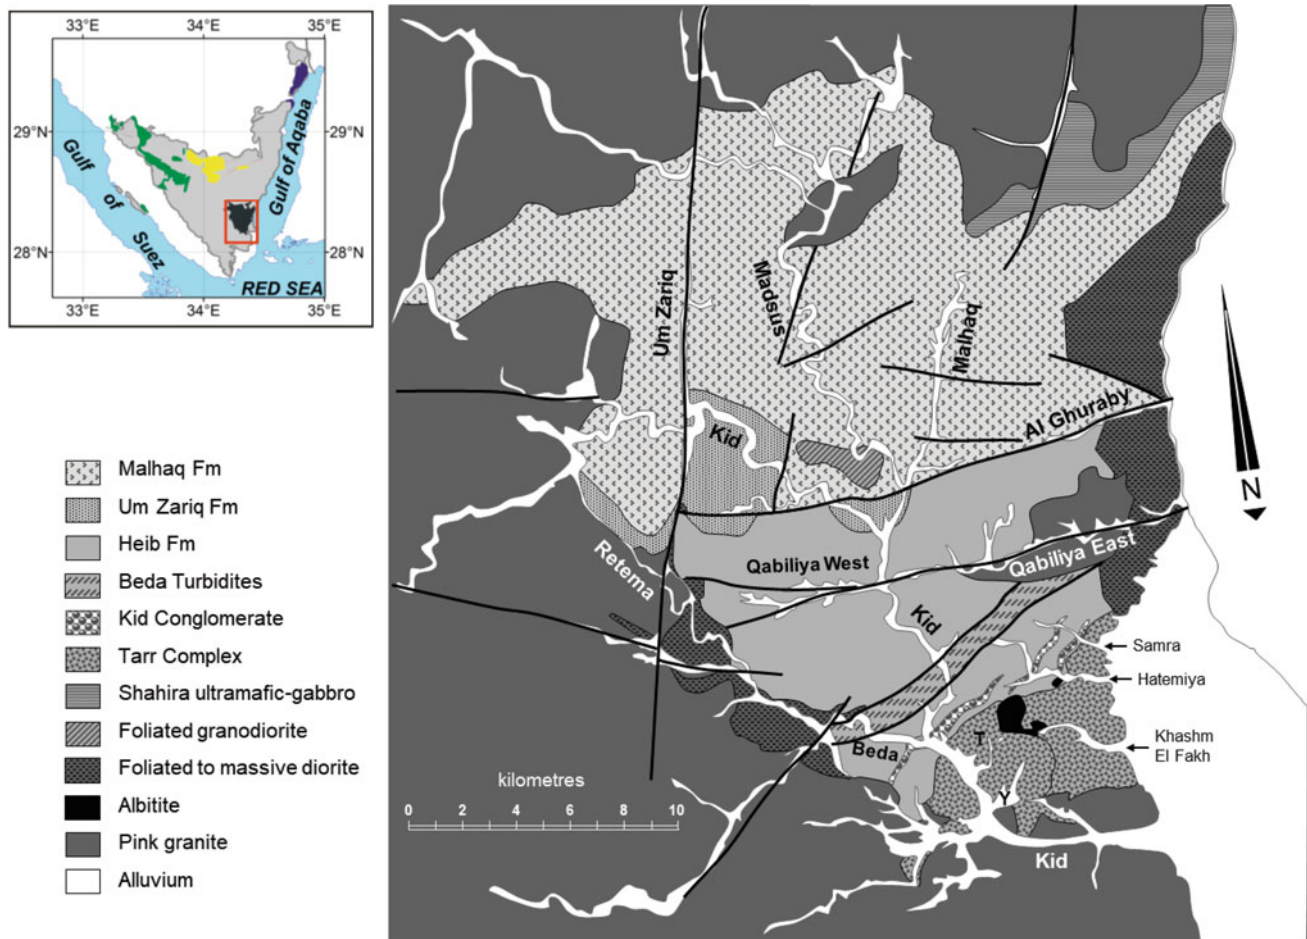 33°E
34°E
35°E
29°N
29°N
28°N
28°N
Gulf
of
Suez
Gulf of Aqaba
RED SEA
33°E
34°E
35°E
Malhaq Fm
Um Zariq Fm
Heib Fm
Beda Turbidites
Kid Conglomerate
Tarr Complex
Shahira ultramafic-gabbro
Foliated granodiorite
Foliated to massive diorite
Albitite
Pink granite
Alluvium
Um Zariq
Madsus
Malhaq
Al Ghuraby
Kid
Retema
Qabiliya West
Qabiliya East
Kid
Samra
Hatemiya
Khashm
El Fakh
T
Beda
Y
Kid
kilometres
0 2 4 6 8 10
N